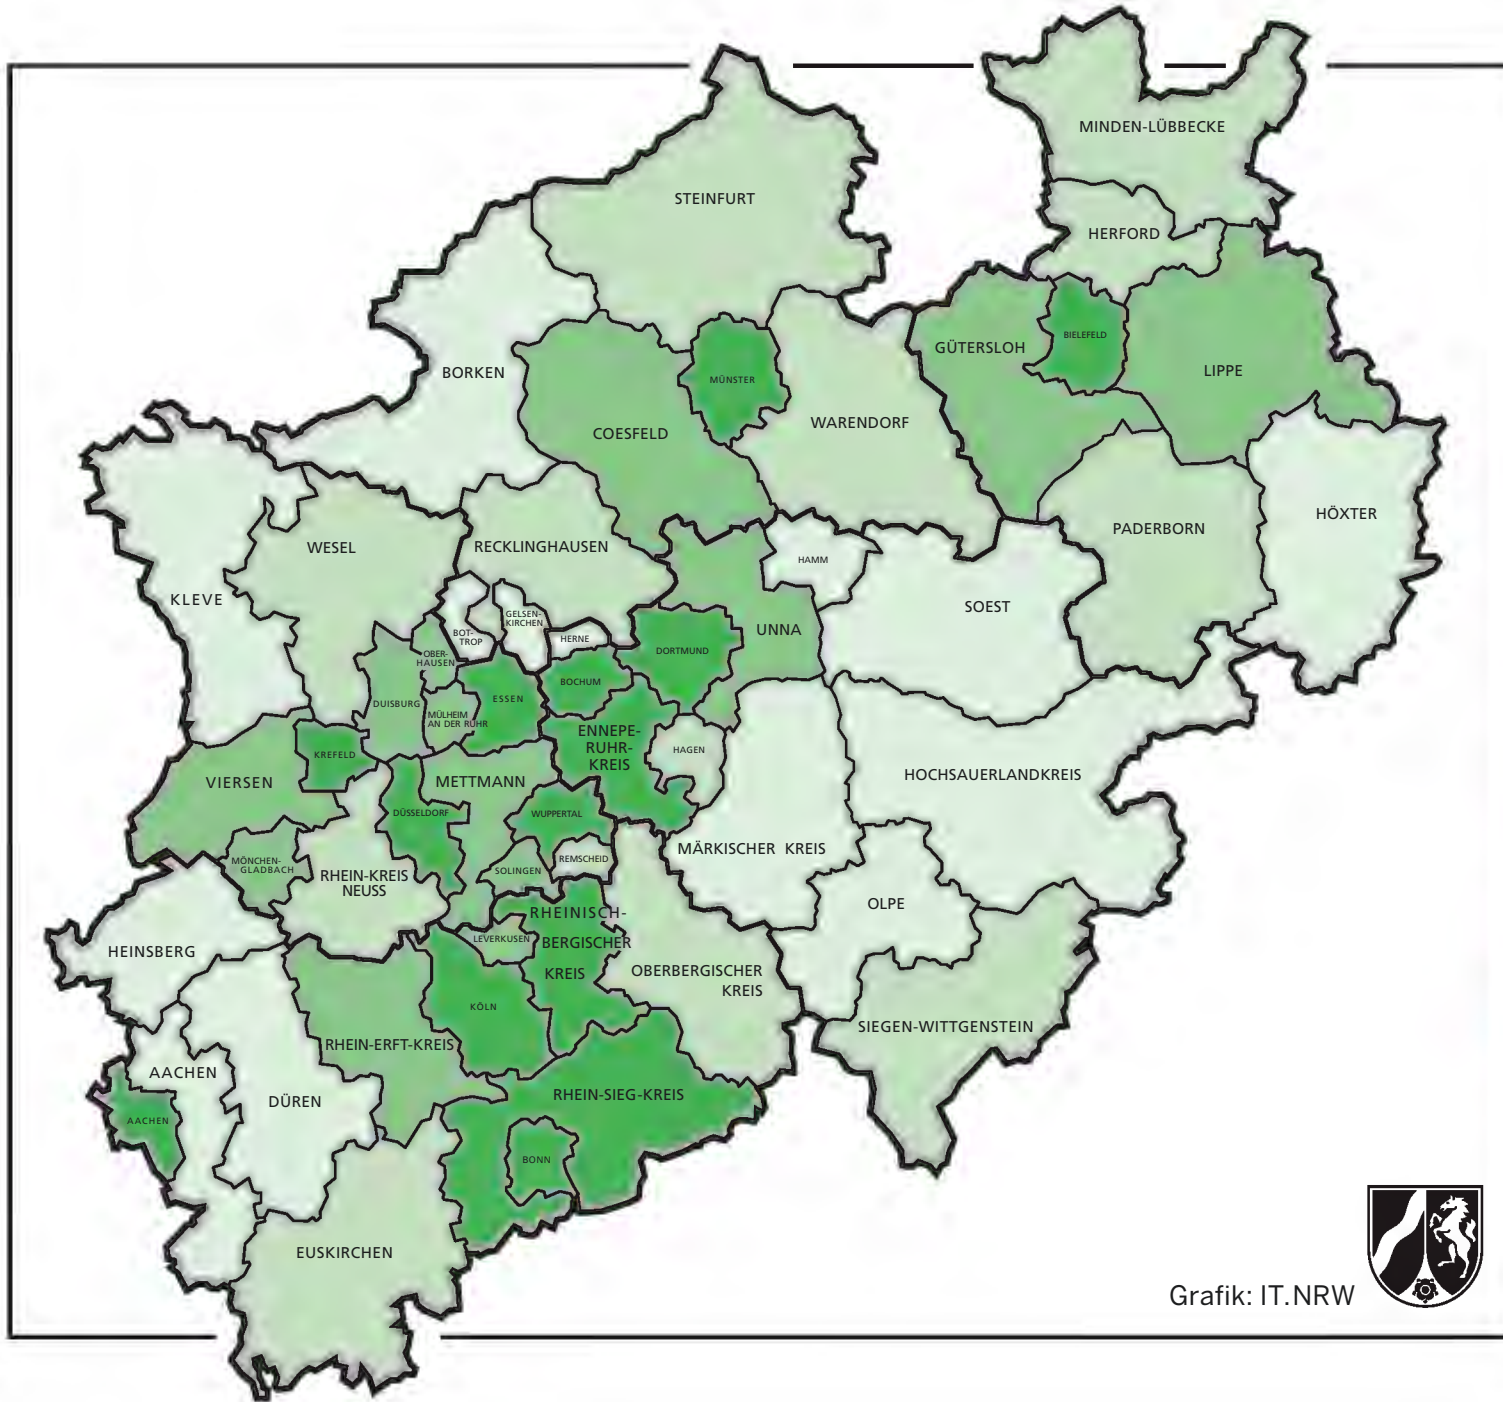 MINDEN-LÜBBECKE
STEINFURT
HERFORD
BIELEFELD
GÜTERSLOH
LIPPE
BORKEN
MÜNSTER
WARENDORF
COESFELD
HÖXTER
PADERBORN
WESEL
RECKLINGHAUSEN
HAMM
KLEVE
SOEST
GELSEN-
KIRCHEN
BOT-
TROP
HERNE
UNNA
OBER-
HAUSEN
DORTMUND
BOCHUM
ESSEN
DUISBURG
MÜLHEIM
AN DER RUHR
ENNEPE-
RUHR-
KREIS
HAGEN
KREFELD
HOCHSAUERLANDKREIS
VIERSEN
METTMANN
DÜSSELDORF
WUPPERTAL
MÄRKISCHER KREIS
MÖNCHEN-
GLADBACH
REMSCHEID
SOLINGEN
RHEIN-KREIS
NEUSS
OLPE
RHEINISCH-
BERGISCHER
KREIS
LEVERKUSEN
HEINSBERG
OBERBERGISCHER
KREIS
KÖLN
SIEGEN-WITTGENSTEIN
RHEIN-ERFT-KREIS
AACHEN
RHEIN-SIEG-KREIS
DÜREN
AACHEN
BONN
EUSKIRCHEN
Grafik: IT.NRW